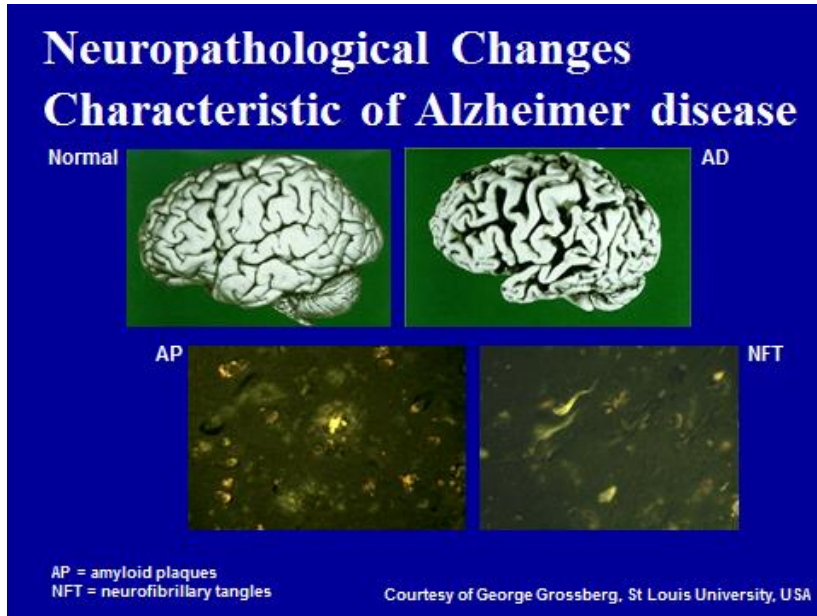 Neuropathological Changes
Characteristic of Alzheimer disease
Normal
AD
AP
NFT
AP = amyloid plaques
NFT = neurofibrillary tangles
Courtesy of George Grossberg, St Louis University, USA